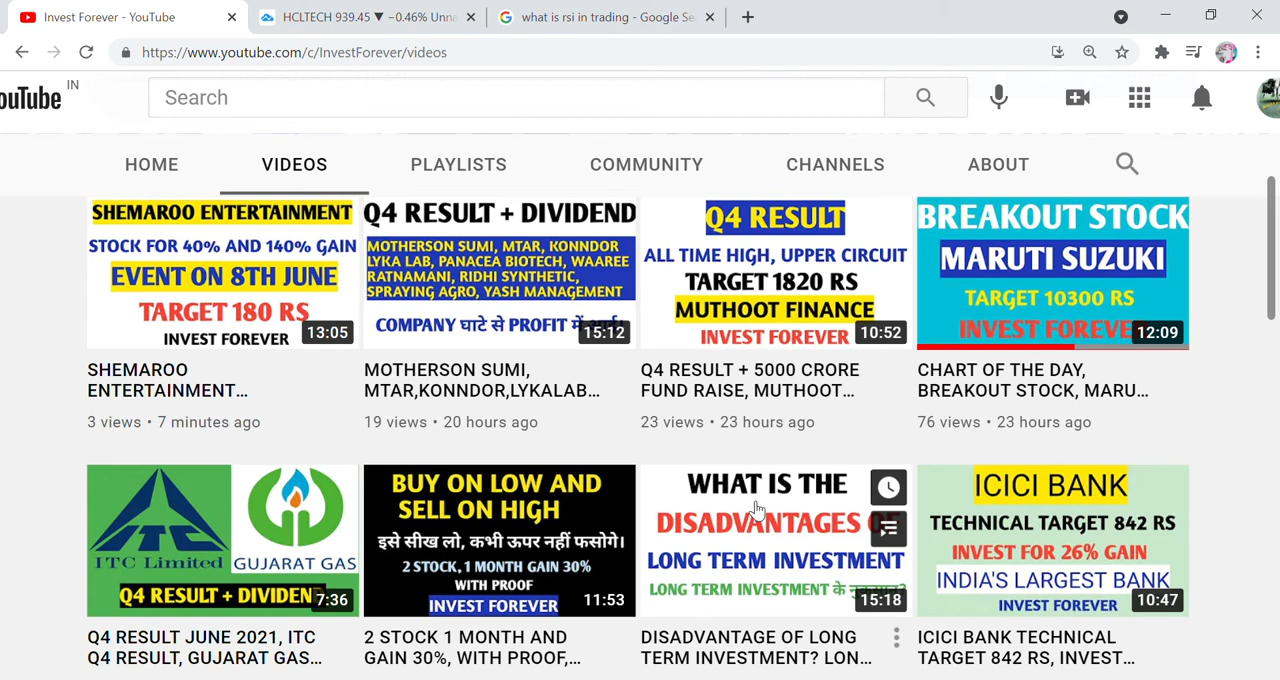 Invest Forever - YouTube
HCLTECH 939.45 ▼ −0.46% Unna
what is rsi in trading - Google Se
https://www.youtube.com/c/InvestForever/videos
ouTube IN
Search
HOME
VIDEOS
PLAYLISTS
COMMUNITY
CHANNELS
ABOUT
SHEMAROO ENTERTAINMENT
STOCK FOR 40% AND 140% GAIN
EVENT ON 8TH JUNE
TARGET 180 RS
INVEST FOREVER
13:05
Q4 RESULT + DIVIDEND
MOTHERSON SUMI, MTAR, KONNDOR
LYKA LAB, PANACEA BIOTECH, WAAREE
RATNAMANI, RIDHI SYNTHETIC,
SPRAYING AGRO, YASH MANAGEMENT
COMPANY घाटे से PROFIT में
15:12
Q4 RESULT
ALL TIME HIGH, UPPER CIRCUIT
TARGET 1820 RS
MUTHOOT FINANCE
INVEST FOREVER
10:52
BREAKOUT STOCK
MARUTI SUZUKI
TARGET 10300 RS
INVEST FOREVE
12:09
SHEMAROO
ENTERTAINMENT...
3 views • 7 minutes ago
MOTHERSON SUMI,
MTAR,KONNDOR,LYKALAB...
19 views • 20 hours ago
Q4 RESULT + 5000 CRORE
FUND RAISE, MUTHOOT...
23 views • 23 hours ago
CHART OF THE DAY,
BREAKOUT STOCK, MARU...
76 views • 23 hours ago
ITC Limited
GUJARAT GAS
Q4 RESULT + DIVIDEN
7:36
BUY ON LOW AND
SELL ON HIGH
इसे सीख लो, कभी ऊपर नहीं फसोगे।
2 STOCK, 1 MONTH GAIN 30%
WITH PROOF
INVEST FOREVER
11:53
WHAT IS THE
DISADVANTAGES OF
LONG TERM INVESTMENT
LONG TERM INVESTMENT के
15:18
ICICI BANK
TECHNICAL TARGET 842 RS
INVEST FOR 26% GAIN
INDIA'S LARGEST BANK
INVEST FOREVER
10:47
Q4 RESULT JUNE 2021, ITC
Q4 RESULT, GUJARAT GAS...
2 STOCK 1 MONTH AND
GAIN 30%, WITH PROOF,...
DISADVANTAGE OF LONG
TERM INVESTMENT? LON...
ICICI BANK TECHNICAL
TARGET 842 RS, INVEST...